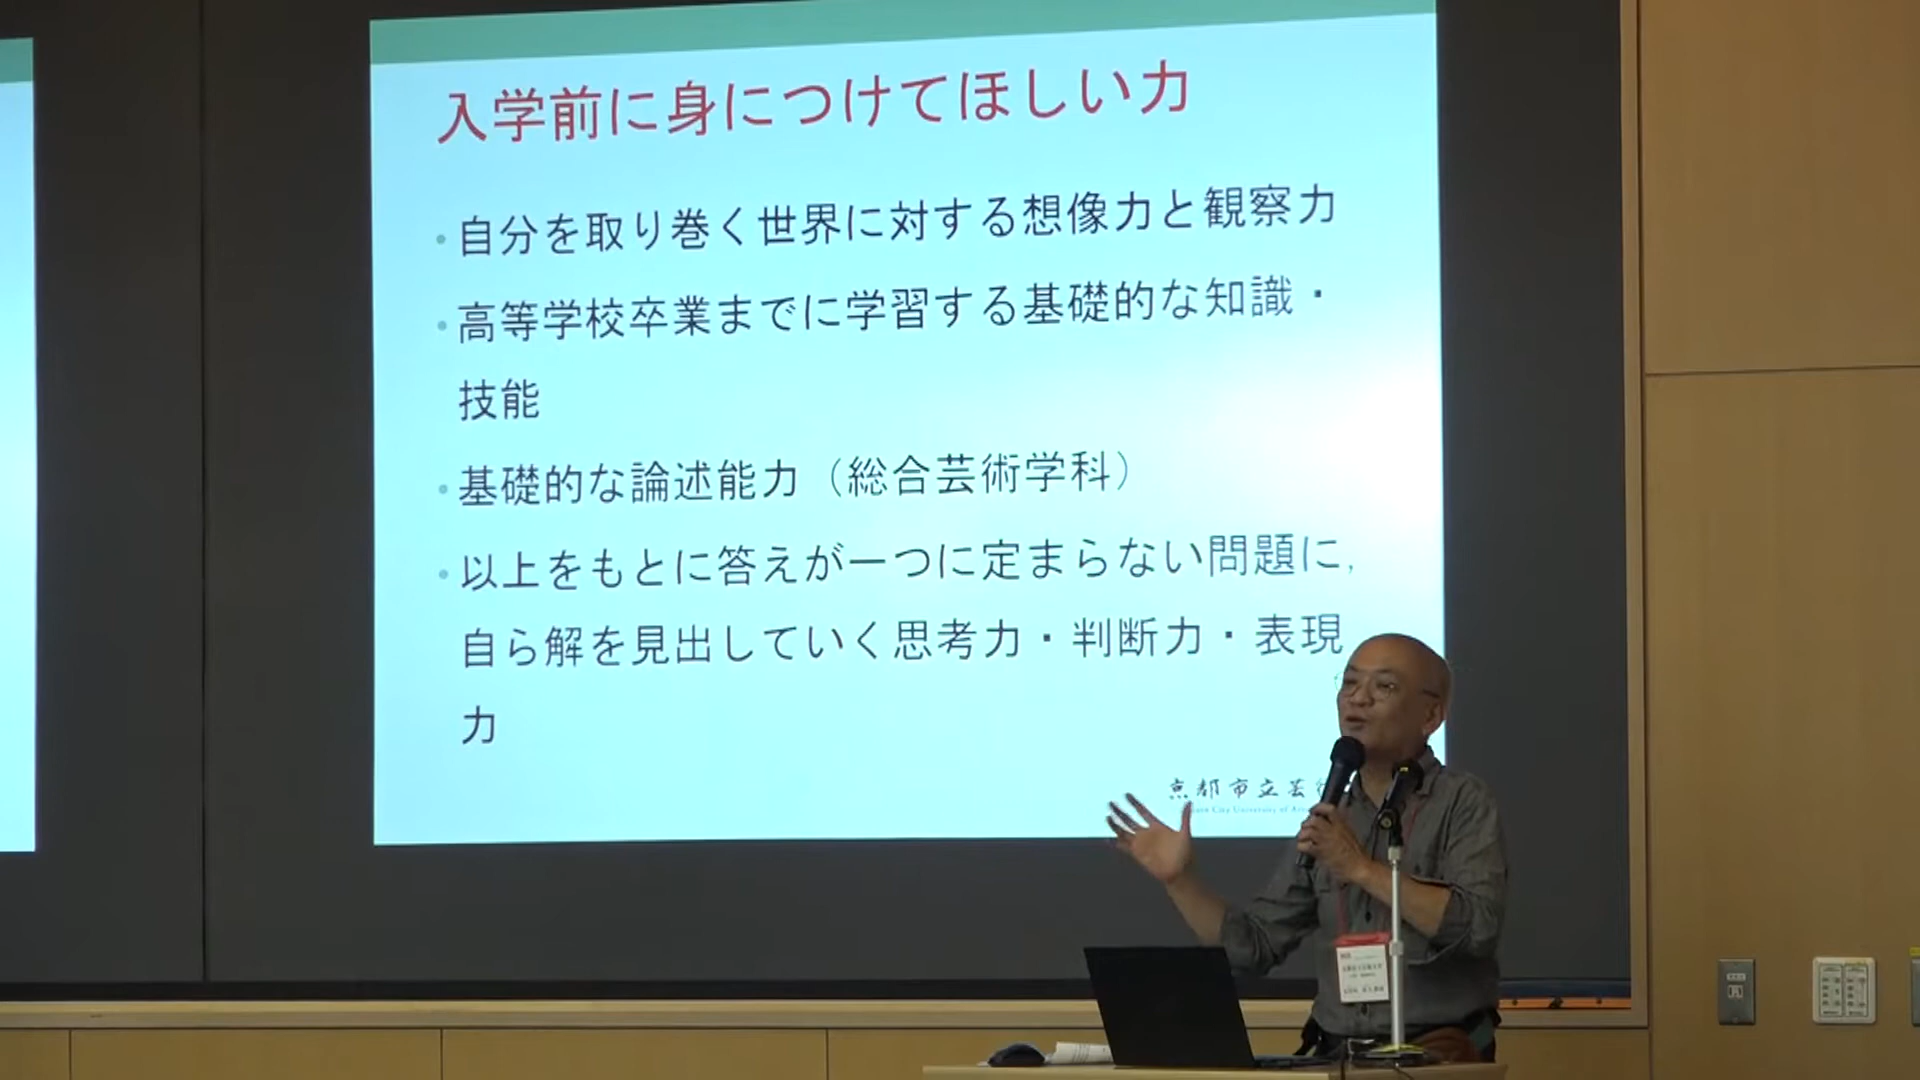 入学前に身につけてほしい力
・自分を取り巻く世界に対する想像力と観察力
・高等学校卒業までに学習する基礎的な知識・
技能
・基礎的な論述能力（総合芸術学科）
・以上をもとに答えが一つに定まらない問題に，
自ら解を見出していく思考力・判断力・表現
力
京都市立芸
City University of